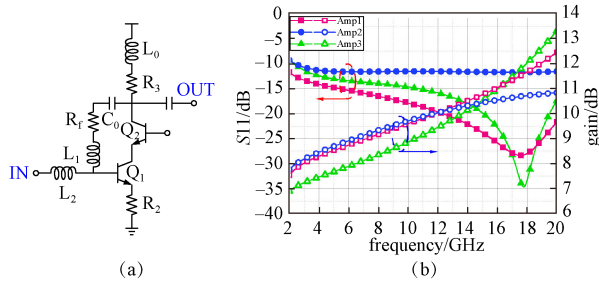 L0
R3
OUT
C0
Rf
Q2
L1
IN
Q1
L2
R2
(a)
0
-5
-10
-15
-20
-25
-30
-35
-40
S11/dB
Amp1
Amp2
Amp3
14
13
12
11
10
9
8
7
6
gain/dB
2 4 6 8 10 12 14 16 18 20
frequency/GHz
(b)